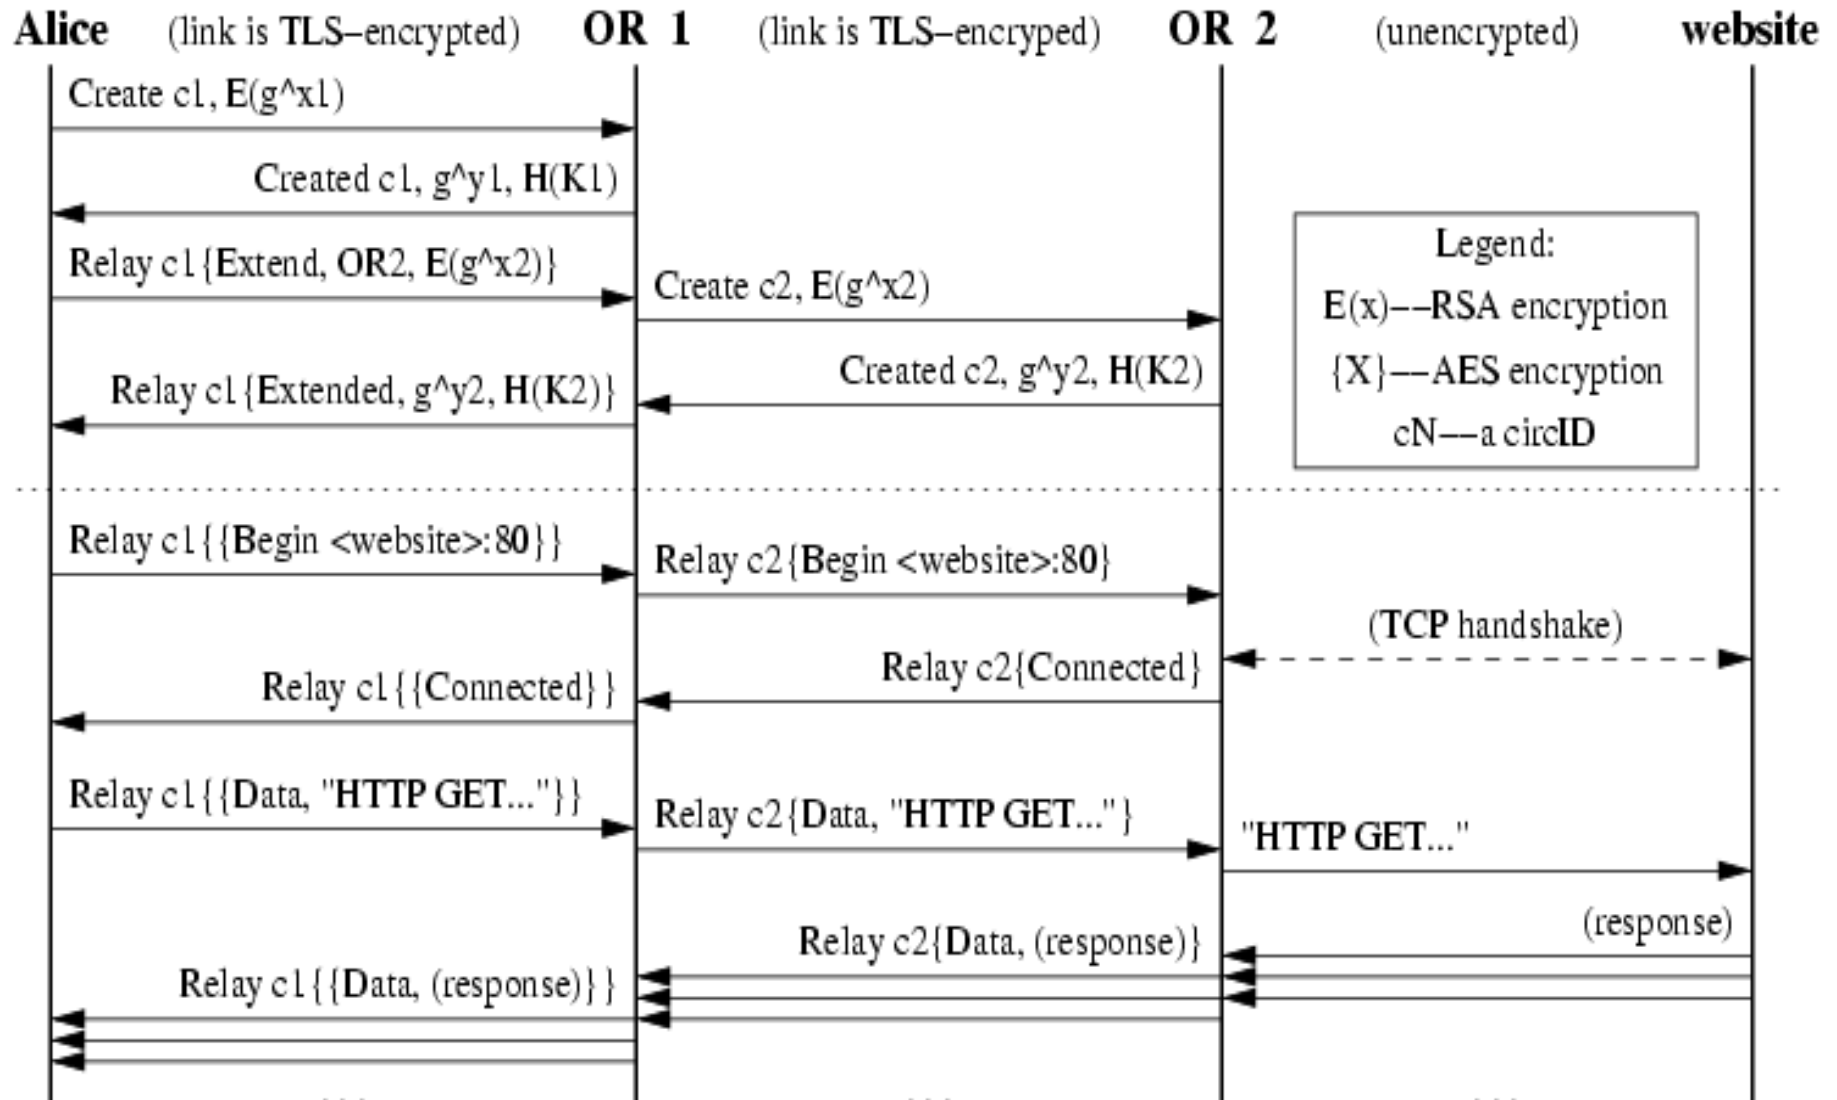 Alice (link is TLS–encrypted) OR 1 (link is TLS–encryped) OR 2 (unencrypted) website
Create c1, E(g^x1)
Created c1, g^y1, H(K1)
Relay c1{Extend, OR2, E(g^x2)}
Create c2, E(g^x2)
Created c2, g^y2, H(K2)
Relay c1{Extended, g^y2, H(K2)}
Legend:
E(x)––RSA encryption
{X}––AES encryption
cN––a circID
Relay c1{{Begin <website>:80}}
Relay c2{Begin <website>:80}
(TCP handshake)
Relay c2{Connected}
Relay c1{{Connected}}
Relay c1{{Data, "HTTP GET..."}}
Relay c2{Data, "HTTP GET..."}
"HTTP GET..."
(response)
Relay c2{Data, (response)}
Relay c1{{Data, (response)}}
... ... ...